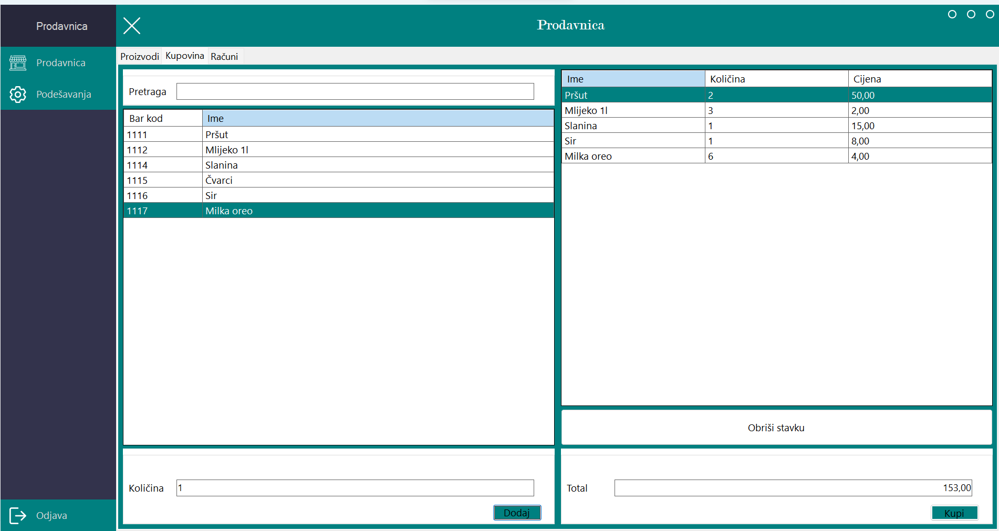 Prodavnica
Prodavnica
Prodavnica
Podešavanja
Odjava
Proizvodi Kupovina Računi
Pretraga
Bar kod Ime
1111 Pršut
1112 Mlijeko 1l
1114 Slanina
1115 Čvarci
1116 Sir
1117 Milka oreo
Količina 1
Dodaj
Ime Količina Cijena
Pršut 2 50,00
Mlijeko 1l 3 2,00
Slanina 1 15,00
Sir 1 8,00
Milka oreo 6 4,00
Obriši stavku
Total 153,00
Kupi